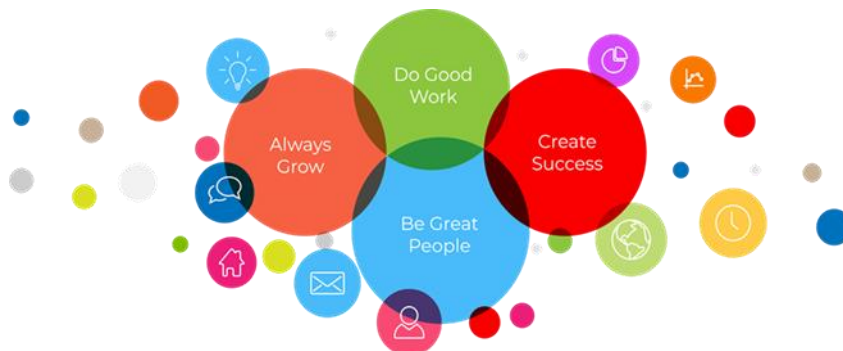 Do Good
Work
Always
Grow
Create
Success
Be Great
People